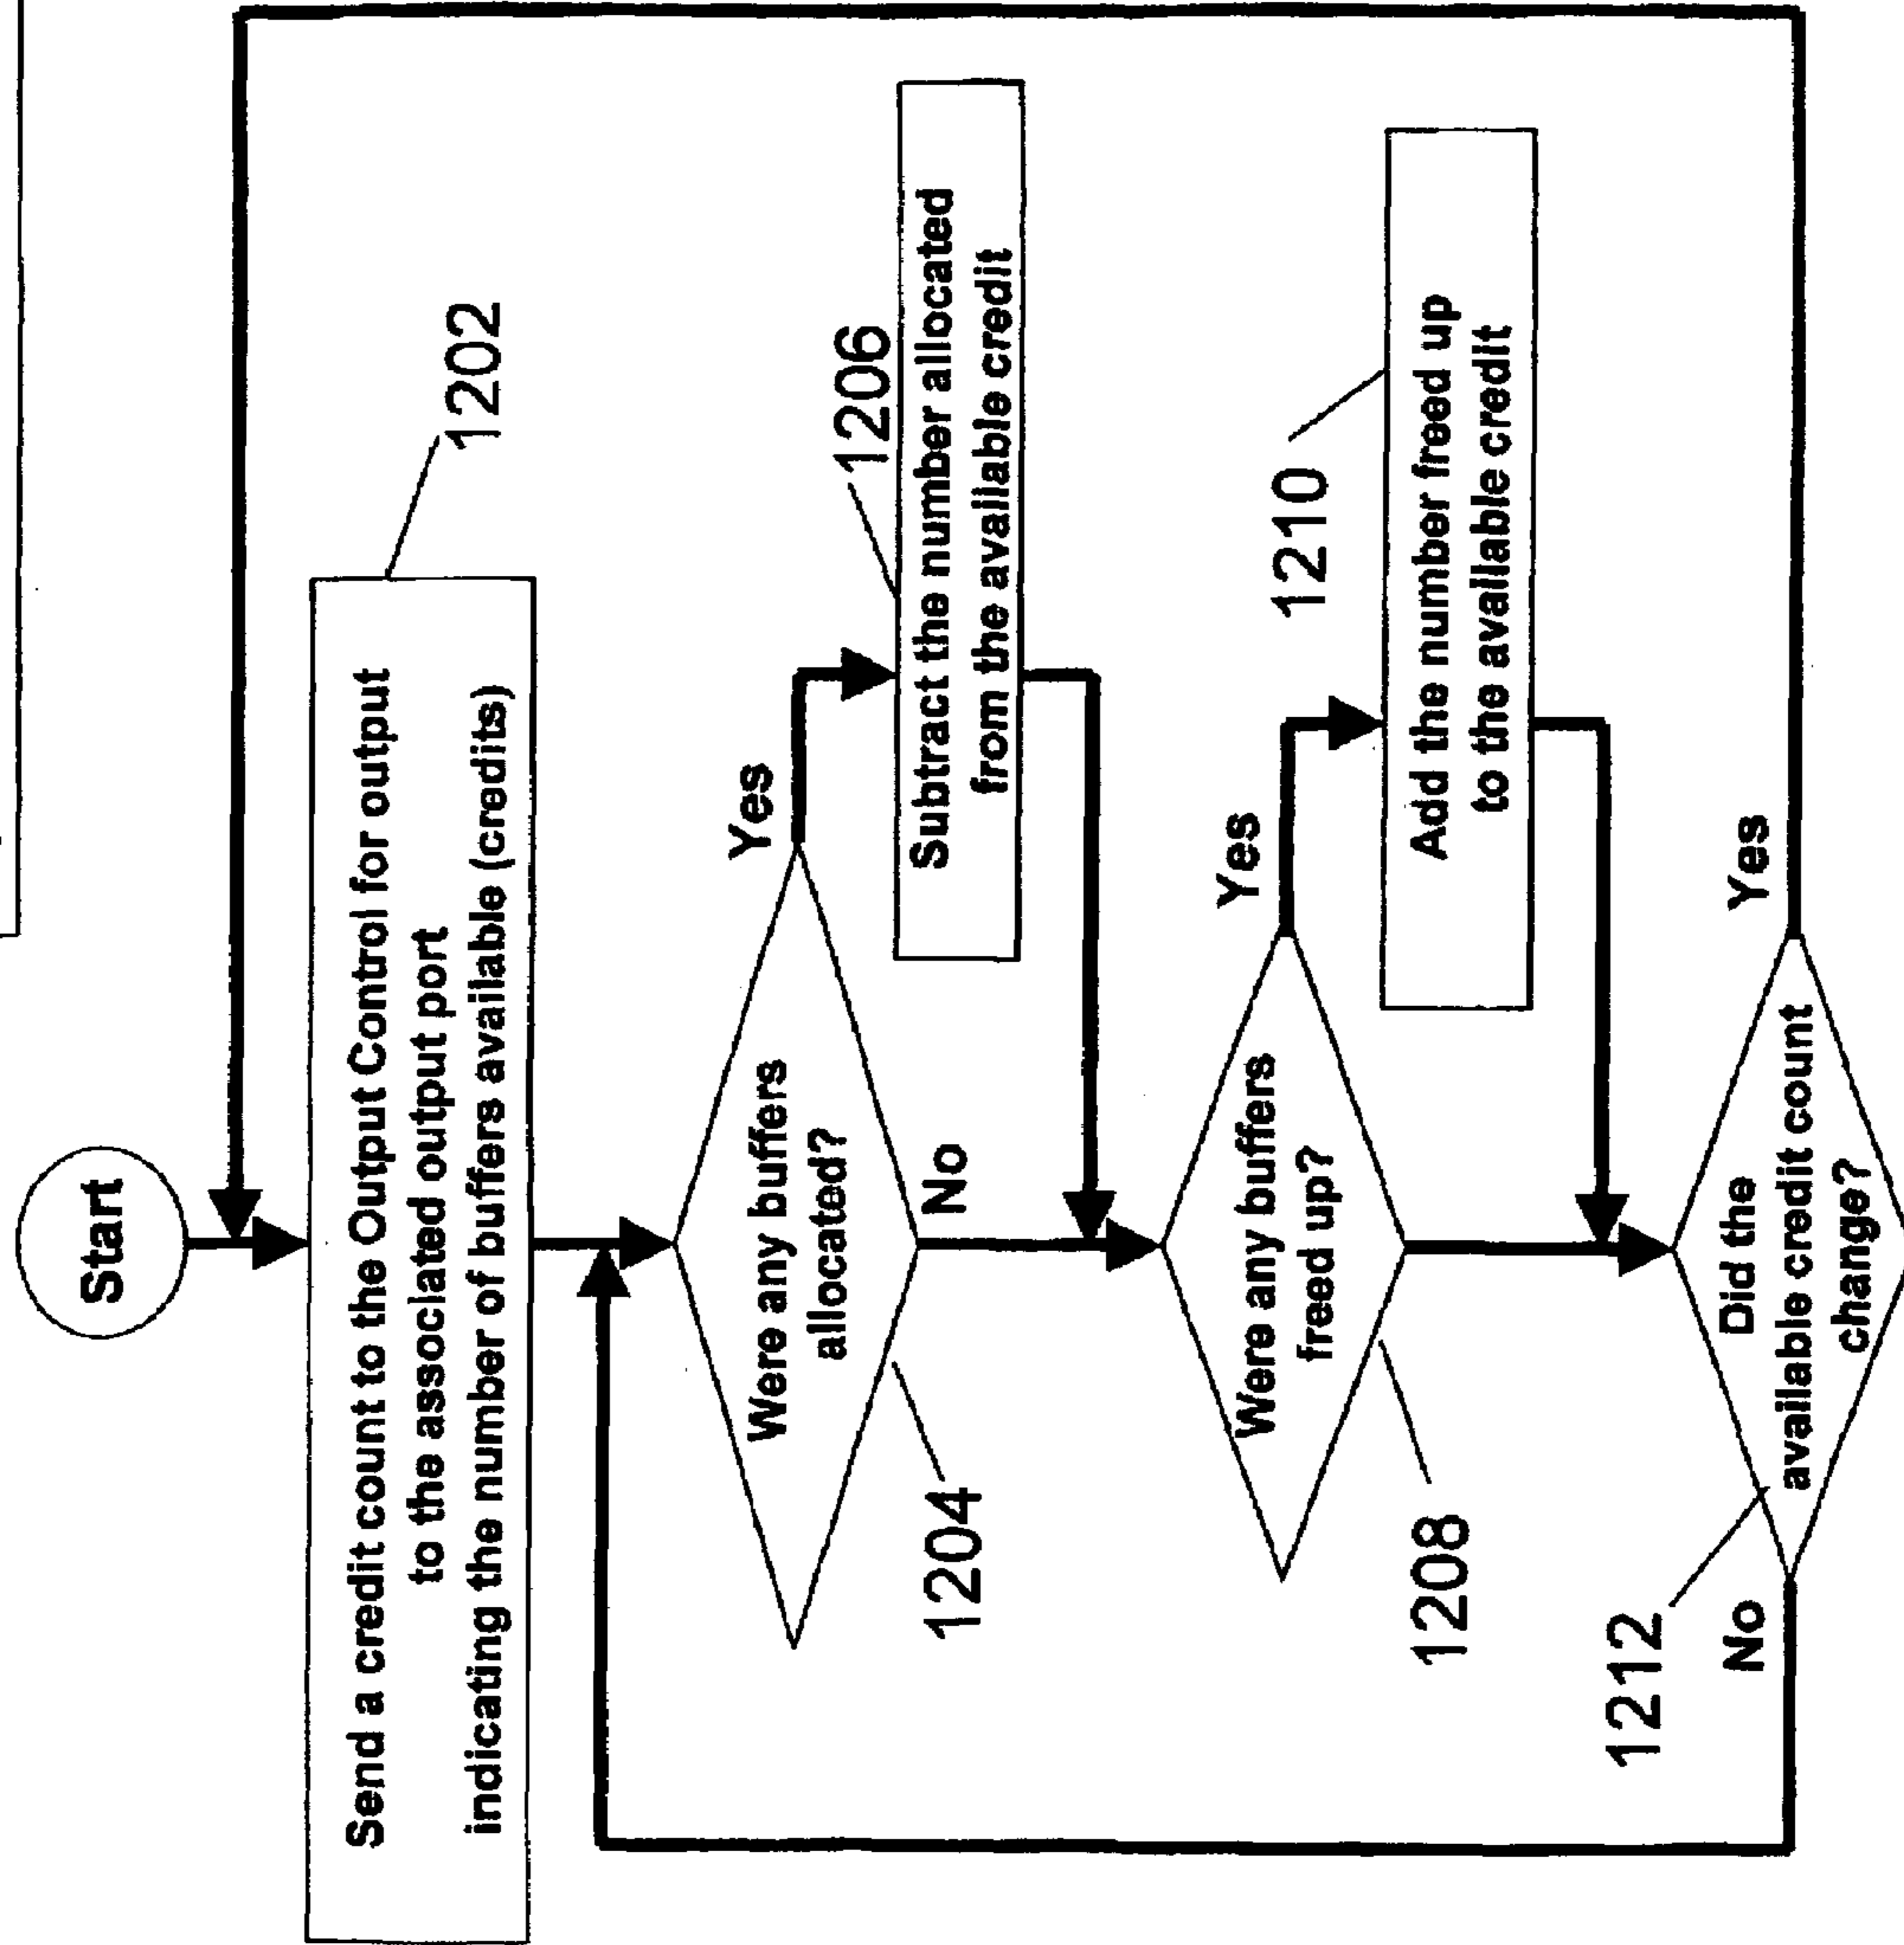 Start
Send a credit count to the Output Control for output
to the associated output port
indicating the number of buffers available (credits)
1202
Were any buffers
allocated?
Yes
No
1204
1206
Subtract the number allocated
from the available credit
Were any buffers
freed up?
Yes
1208
1210
Add the number freed up
to the available credit
Did the
available credit count
change?
Yes
No
1212